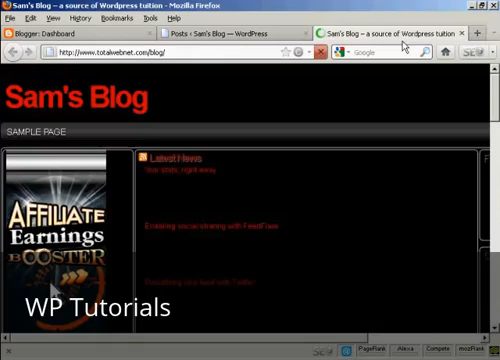 Sam's Blog – a source of Wordpress tuition - Mozilla Firefox
File Edit View History Bookmarks Tools Help
Blogger: Dashboard
Posts ‹ Sam's Blog — WordPress
Sam's Blog – a source of Wordpress tuition
http://www.totalwebnet.com/blog/
Google
Sam's Blog
SAMPLE PAGE
Latest News
right away
Enabling social sharing with FeedFlare
AFFILIATE
Earnings
BOOSTER
WP Tutorials
PageRank
Alexa
Compete
mozRank